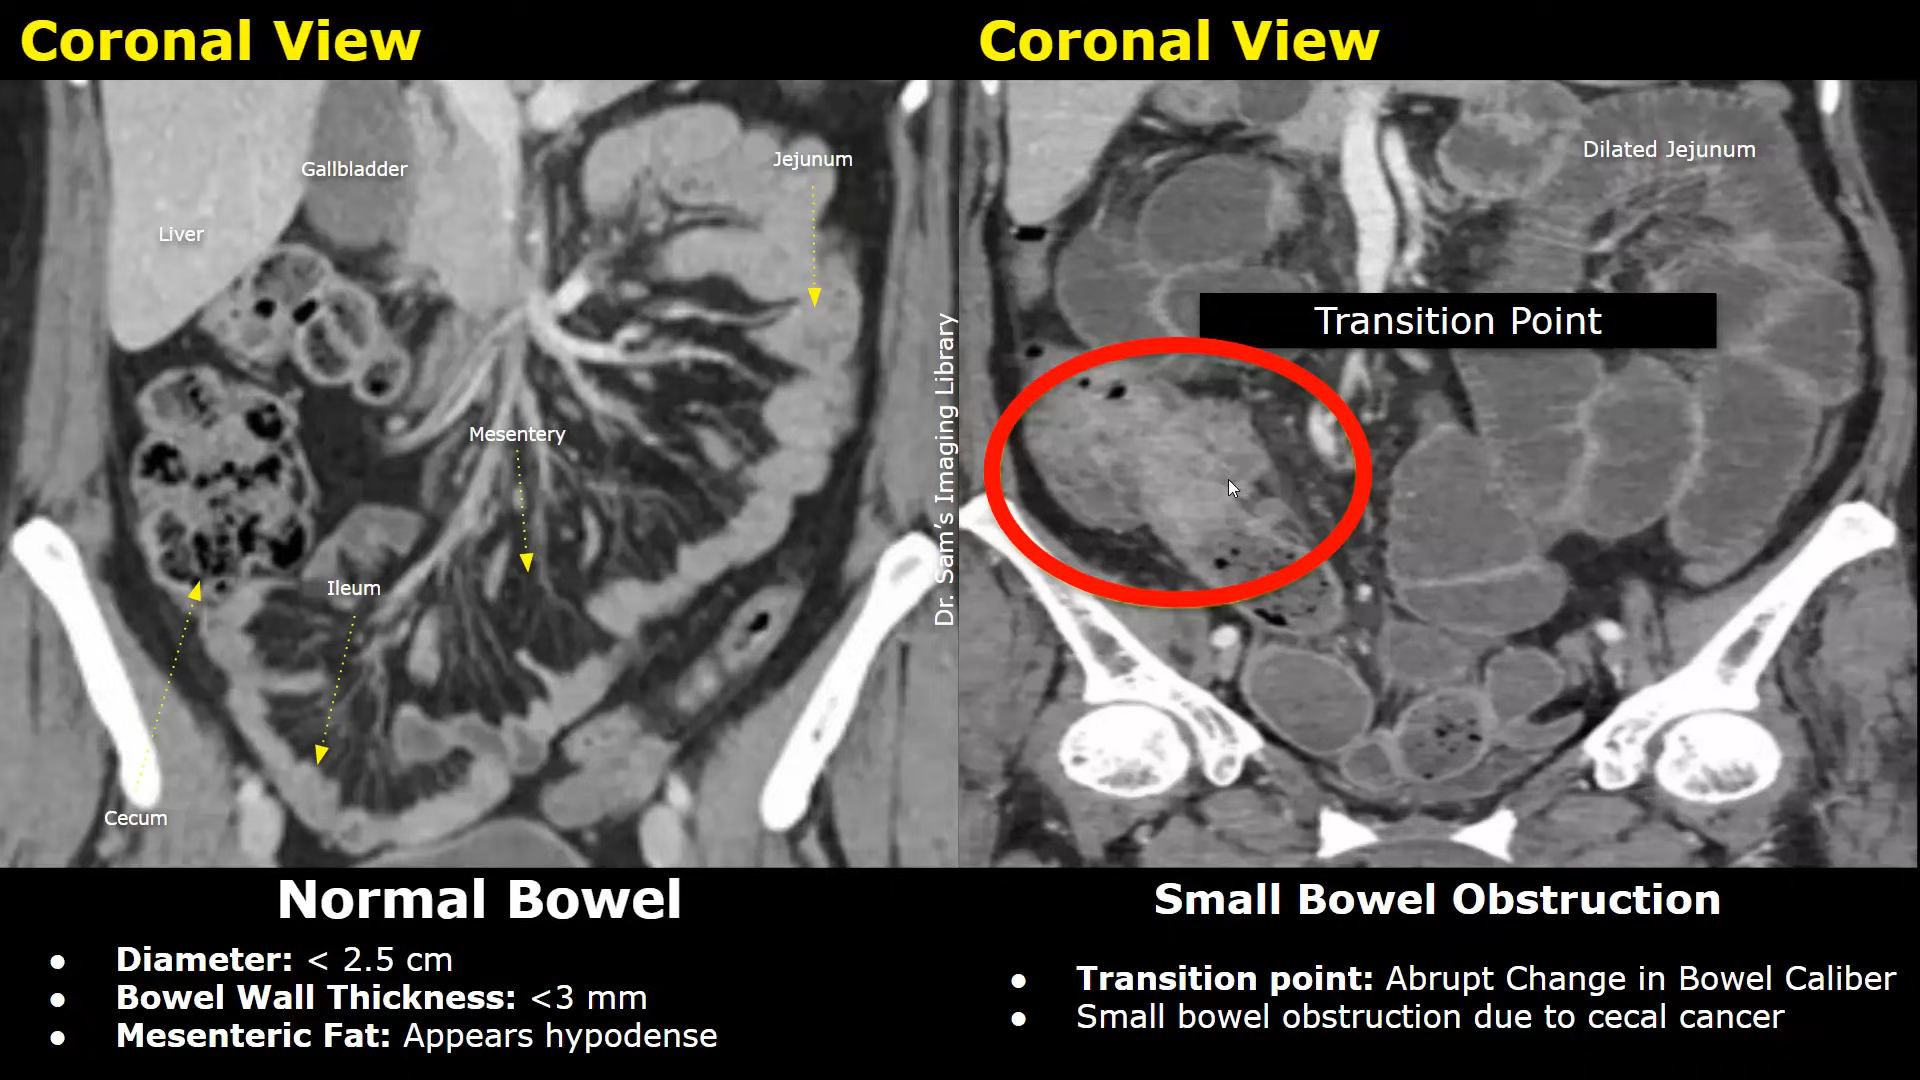 Coronal View
Gallbladder
Liver
Jejunum
Mesentery
Ileum
Cecum
Normal Bowel
● Diameter: < 2.5 cm
● Bowel Wall Thickness: <3 mm
● Mesenteric Fat: Appears hypodense
Dr. Sam's Imaging Library
Coronal View
Dilated Jejunum
Transition Point
Small Bowel Obstruction
● Transition point: Abrupt Change in Bowel Caliber
● Small bowel obstruction due to cecal cancer